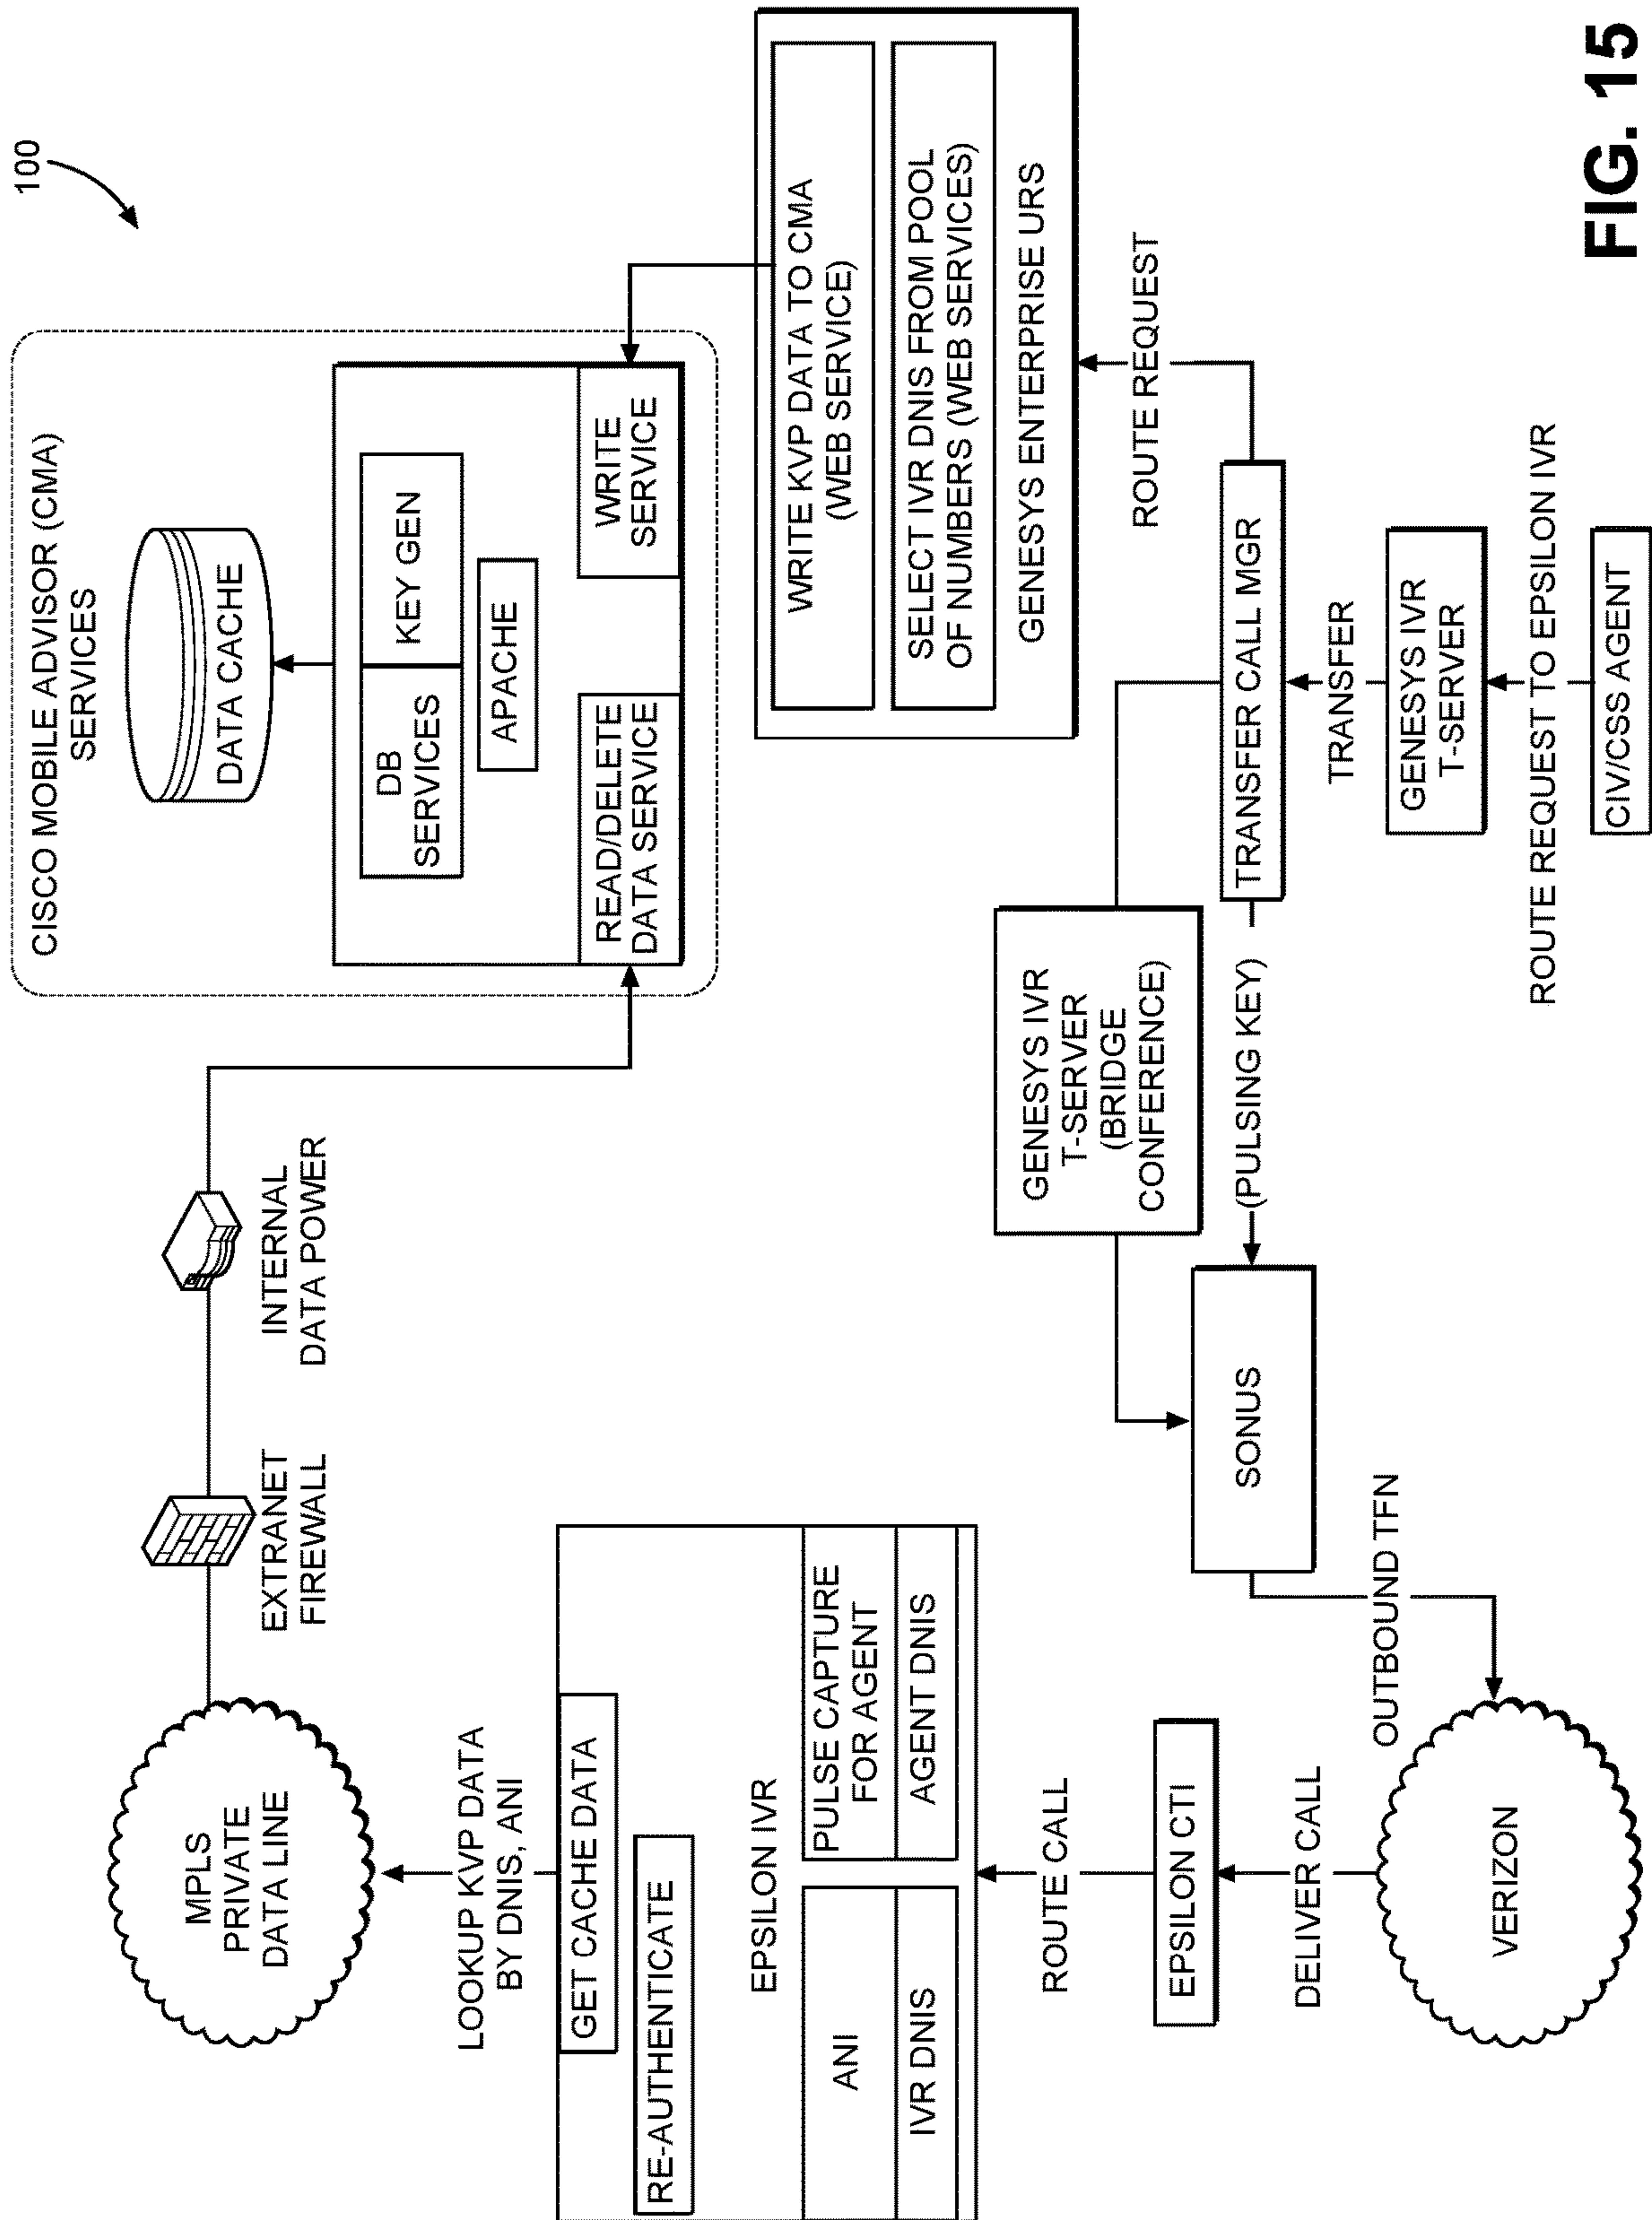 100
CISCO MOBILE ADVISOR (CMA)
SERVICES
DATA CACHE
DB
SERVICES
KEY GEN
APACHE
READ/DELETE
DATA SERVICE
WRITE
SERVICE
MPLS
PRIVATE
DATA LINE
EXTRANET
FIREWALL
INTERNAL
DATA POWER
LOOKUP KVP DATA
BY DNIS, ANI
GET CACHE DATA
RE-AUTHENTICATE
EPSILON IVR
ANI
IVR DNIS
PULSE CAPTURE
FOR AGENT
AGENT DNIS
WRITE KVP DATA TO CMA
(WEB SERVICE)
SELECT IVR DNIS FROM POOL
OF NUMBERS (WEB SERVICES)
GENESYS ENTERPRISE URS
ROUTE CALL
EPSILON CTI
DELIVER CALL
VERIZON
OUTBOUND TFN
SONUS
GENESYS IVR
T-SERVER
(BRIDGE
CONFERENCE)
(PULSING KEY)
ROUTE REQUEST
TRANSFER CALL MGR
TRANSFER
GENESYS IVR
T-SERVER
ROUTE REQUEST TO EPSILON IVR
CIV/CSS AGENT
FIG. 15